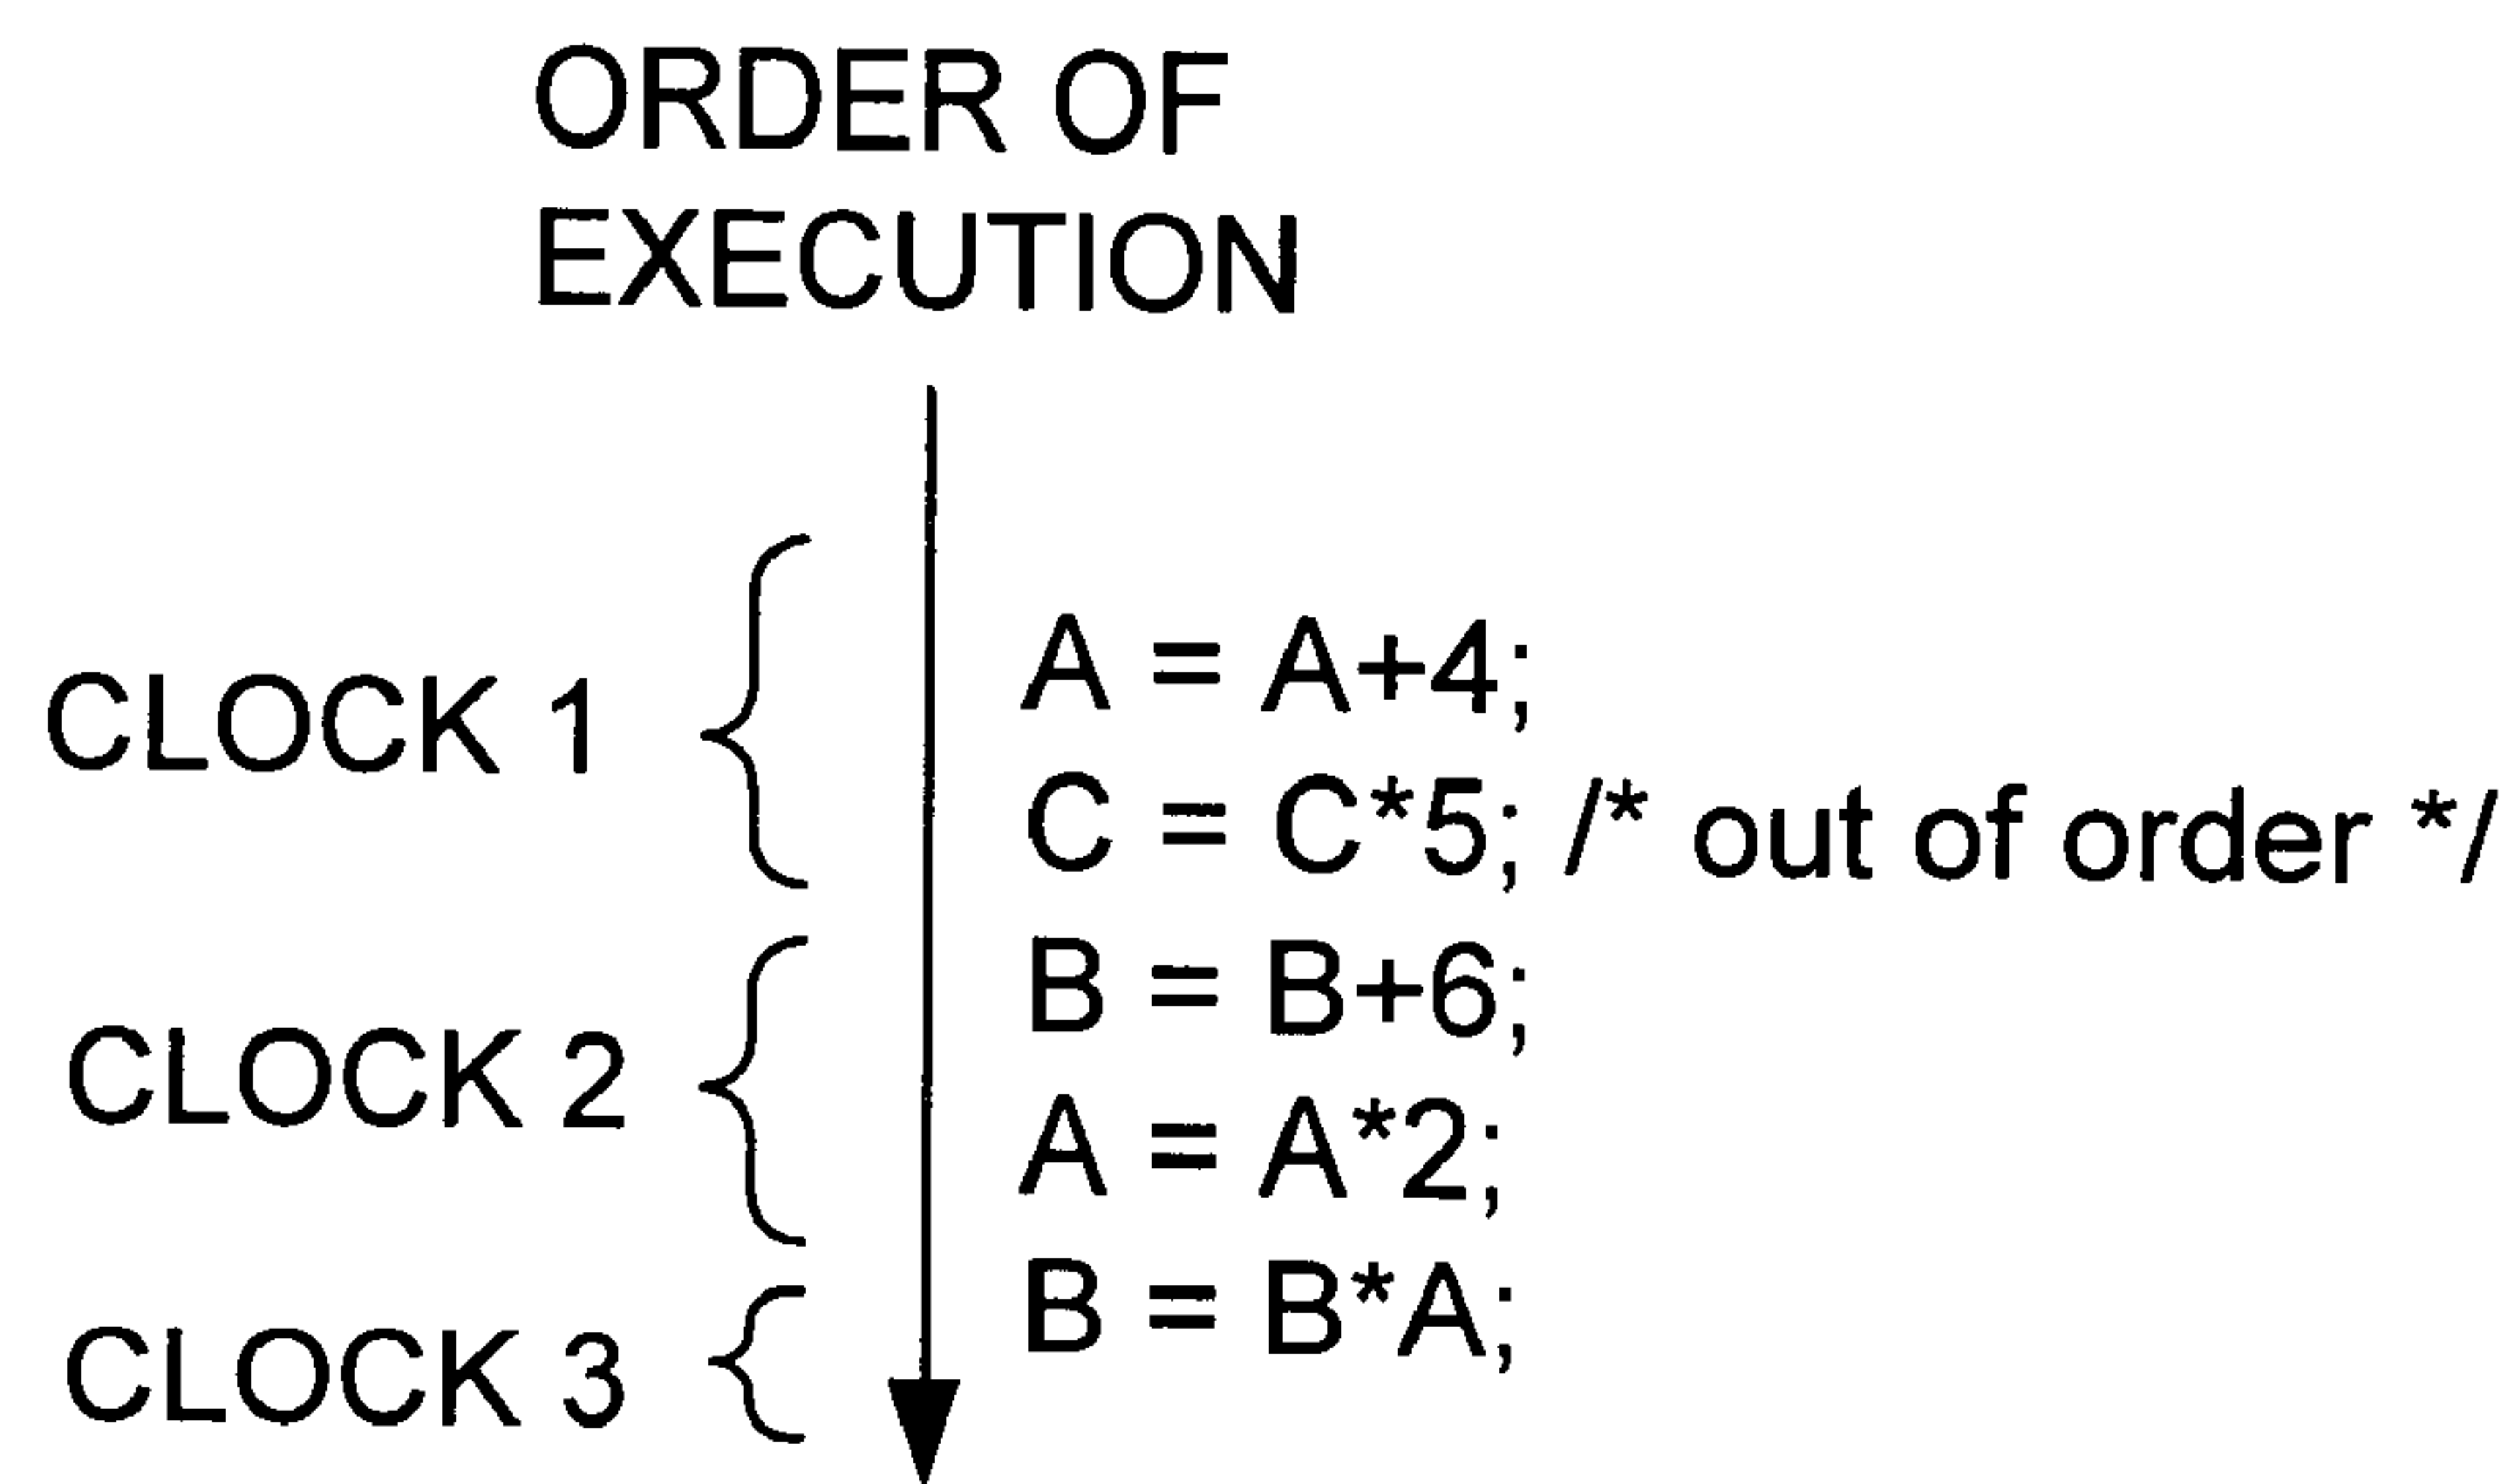 ORDER OF
EXECUTION
CLOCK 1
A = A+4;
C = C*5; /* out of order */
CLOCK 2
B = B+6;
A = A*2;
CLOCK 3
B = B*A;